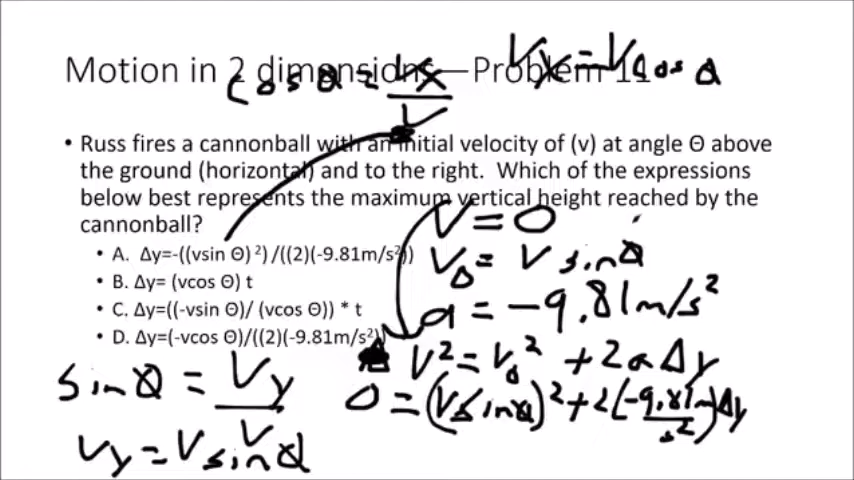 Motion in 2 dimensions—Problem 11
cos θ = Vx / V
Vx = V cos θ
• Russ fires a cannonball with an initial velocity of (v) at angle Θ above
the ground (horizontal) and to the right. Which of the expressions
below best represents the maximum vertical height reached by the
cannonball?
• A. Δy=-((vsin Θ)²)/((2)(-9.81m/s²))
• B. Δy= (vcos Θ) t
• C. Δy=((-vsin Θ)/ (vcos Θ)) * t
• D. Δy=(-vcos Θ)/((2)(-9.81m/s²))
V = 0
V₀ = V sin θ
a = -9.81 m/s²
V² = V₀² + 2aΔy
0 = (V sin θ)² + 2(-9.81 m/s²)Δy
sin θ = Vy / V
Vy = V sin θ